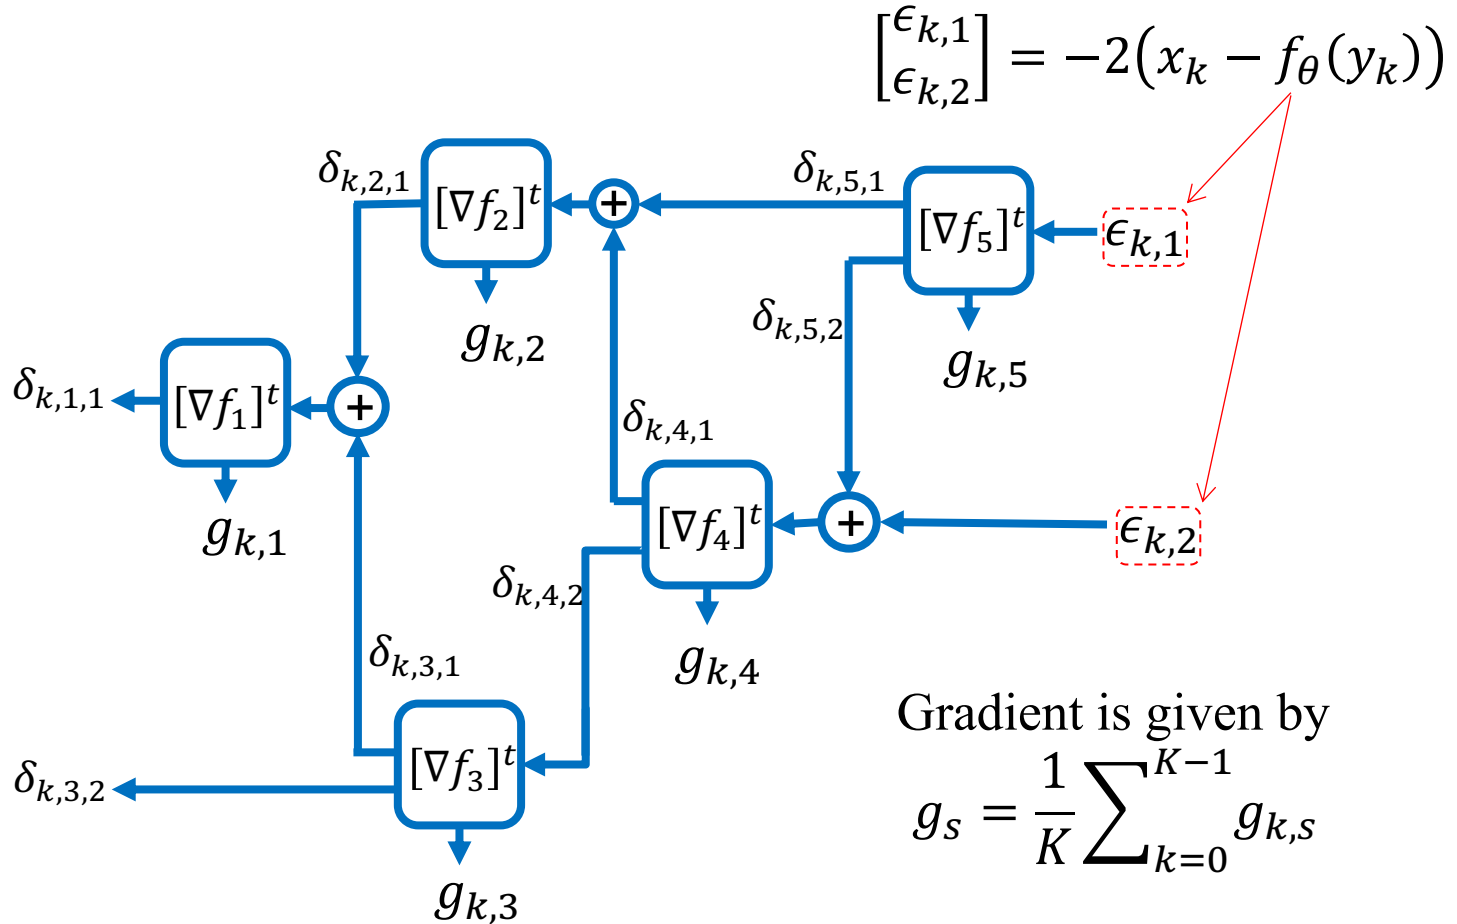 [ϵ_{k,1} ϵ_{k,2}] = −2(x_k − f_θ(y_k))
δ_{k,2,1}
[∇f_2]^t
+
δ_{k,5,1}
[∇f_5]^t
ϵ_{k,1}
g_{k,2}
δ_{k,5,2}
g_{k,5}
δ_{k,1,1}
[∇f_1]^t
+
δ_{k,4,1}
g_{k,1}
[∇f_4]^t
+
ϵ_{k,2}
δ_{k,4,2}
δ_{k,3,1}
g_{k,4}
δ_{k,3,2}
[∇f_3]^t
g_{k,3}
Gradient is given by
g_s = \frac{1}{K} ∑_{k=0}^{K−1} g_{k,s}